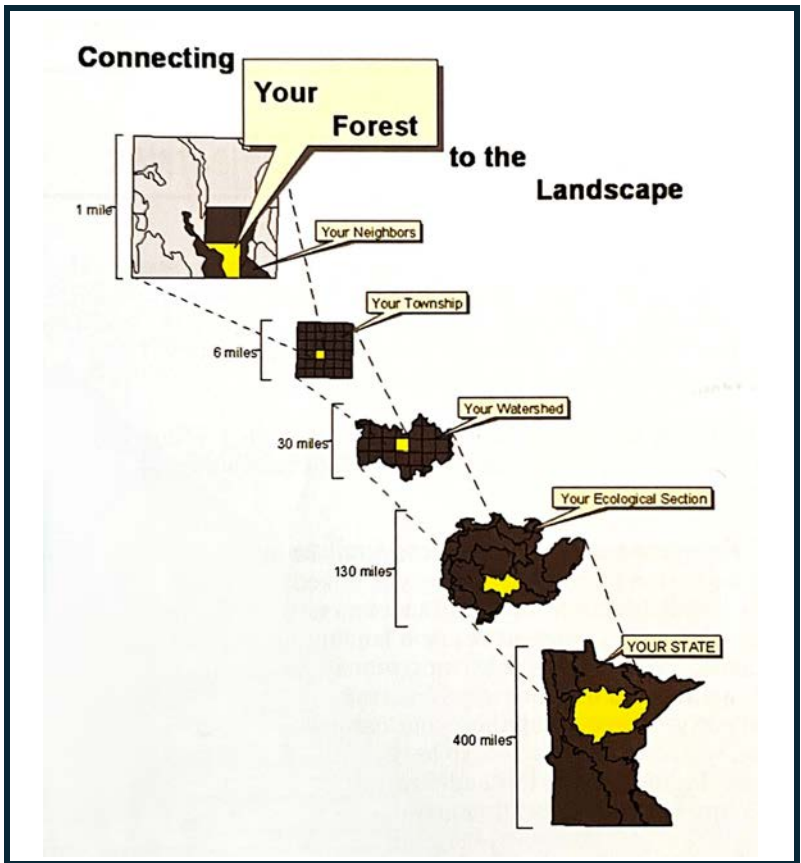 Connecting
Your
Forest
to the
Landscape
1 mile
Your Neighbors
Your Township
6 miles
Your Watershed
30 miles
Your Ecological Section
130 miles
YOUR STATE
400 miles